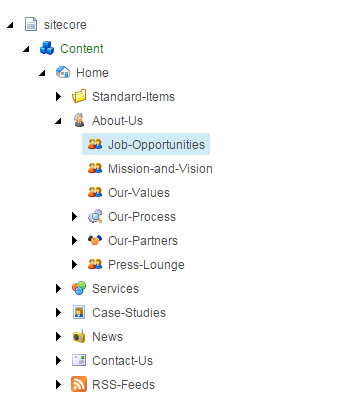 sitecore
Content
Home
Standard-Items
About-Us
Job-Opportunities
Mission-and-Vision
Our-Values
Our-Process
Our-Partners
Press-Lounge
Services
Case-Studies
News
Contact-Us
RSS-Feeds